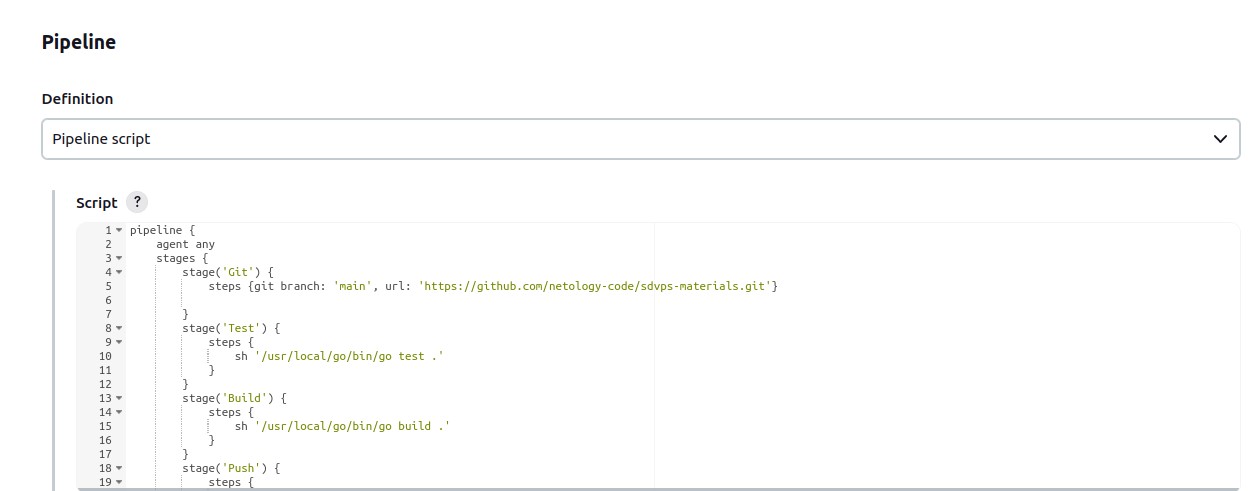 Pipeline
Definition
Pipeline script
Script ?
1 pipeline {
2     agent any
3     stages {
4         stage('Git') {
5             steps {git branch: 'main', url: 'https://github.com/netology-code/sdvps-materials.git'}
6
7         }
8         stage('Test') {
9             steps {
10                sh '/usr/local/go/bin/go test .'
11            }
12        }
13        stage('Build') {
14            steps {
15                sh '/usr/local/go/bin/go build .'
16            }
17        }
18        stage('Push') {
19            steps {